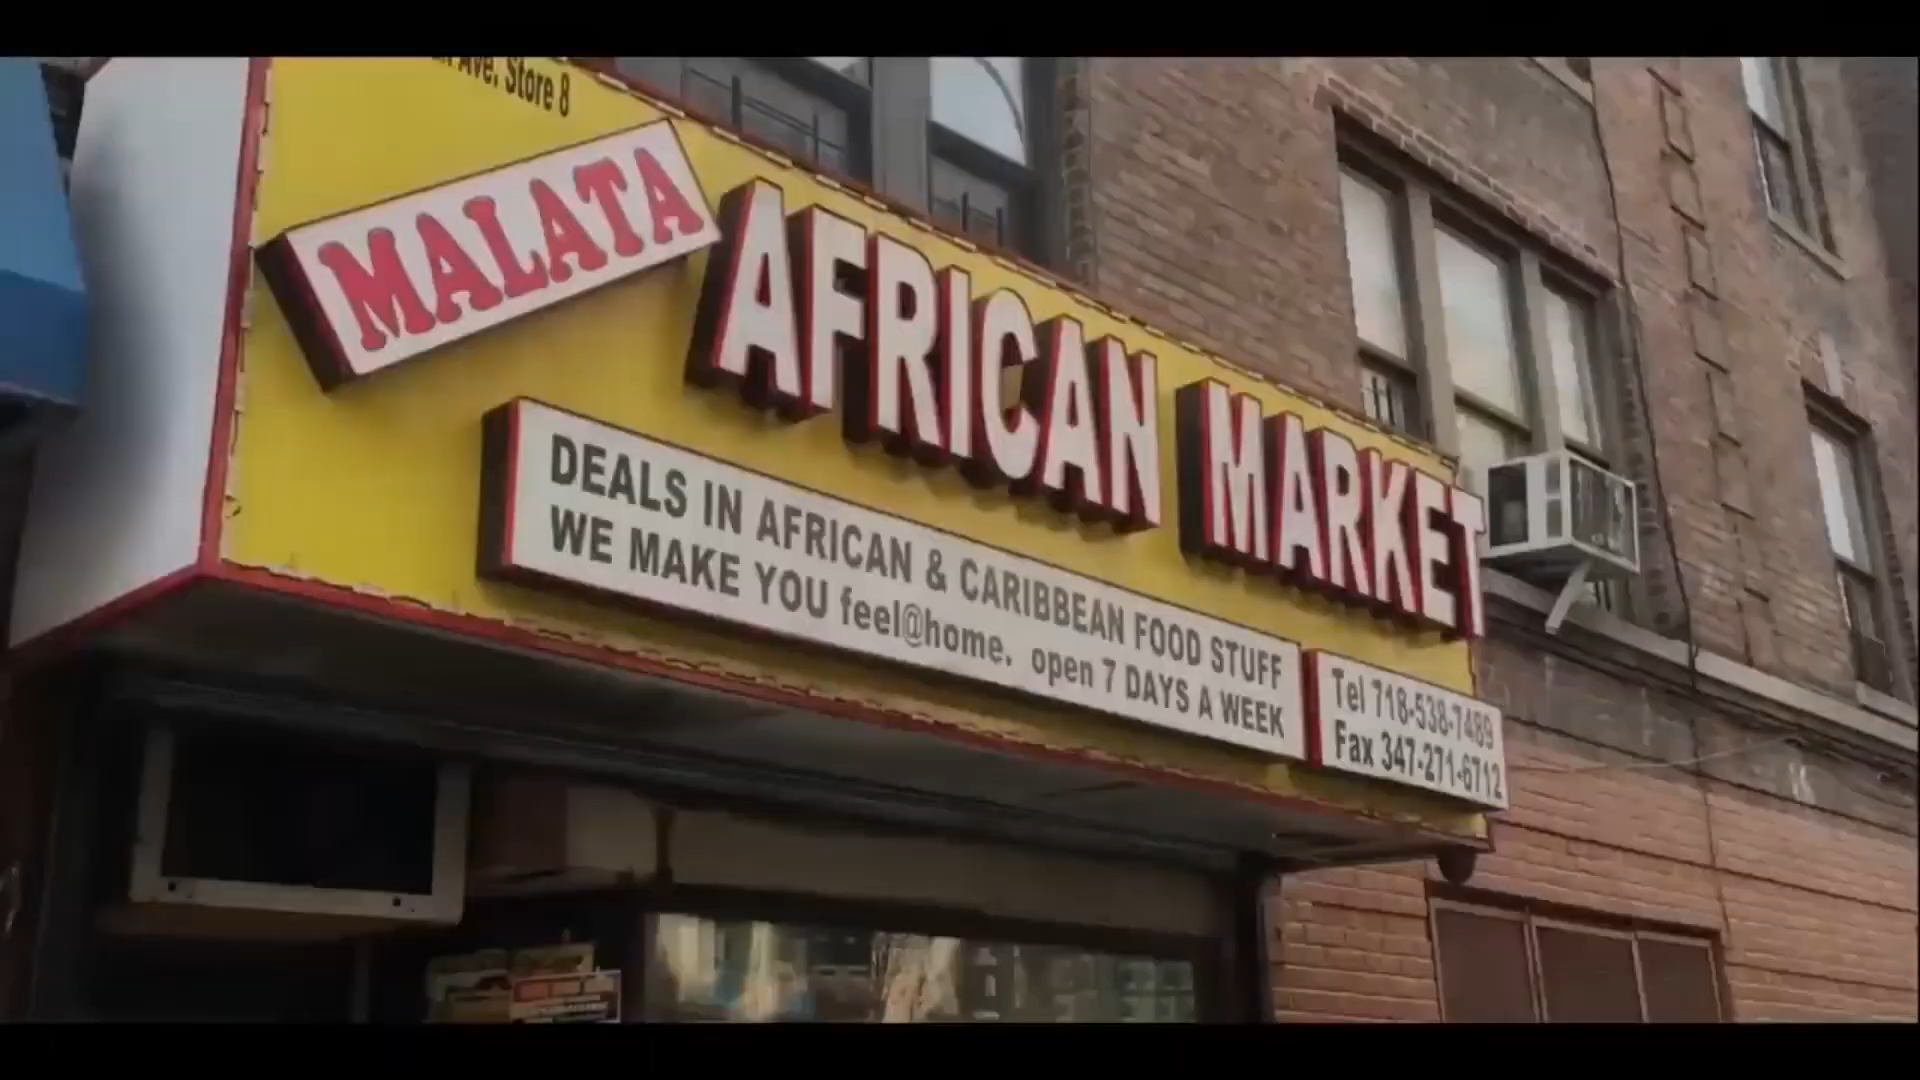 Ave. Store 8
MALATA
AFRICAN MARKET
DEALS IN AFRICAN & CARIBBEAN FOOD STUFF
WE MAKE YOU feel@home. open 7 DAYS A WEEK
Tel 718-538-7489
Fax 347-271-6712